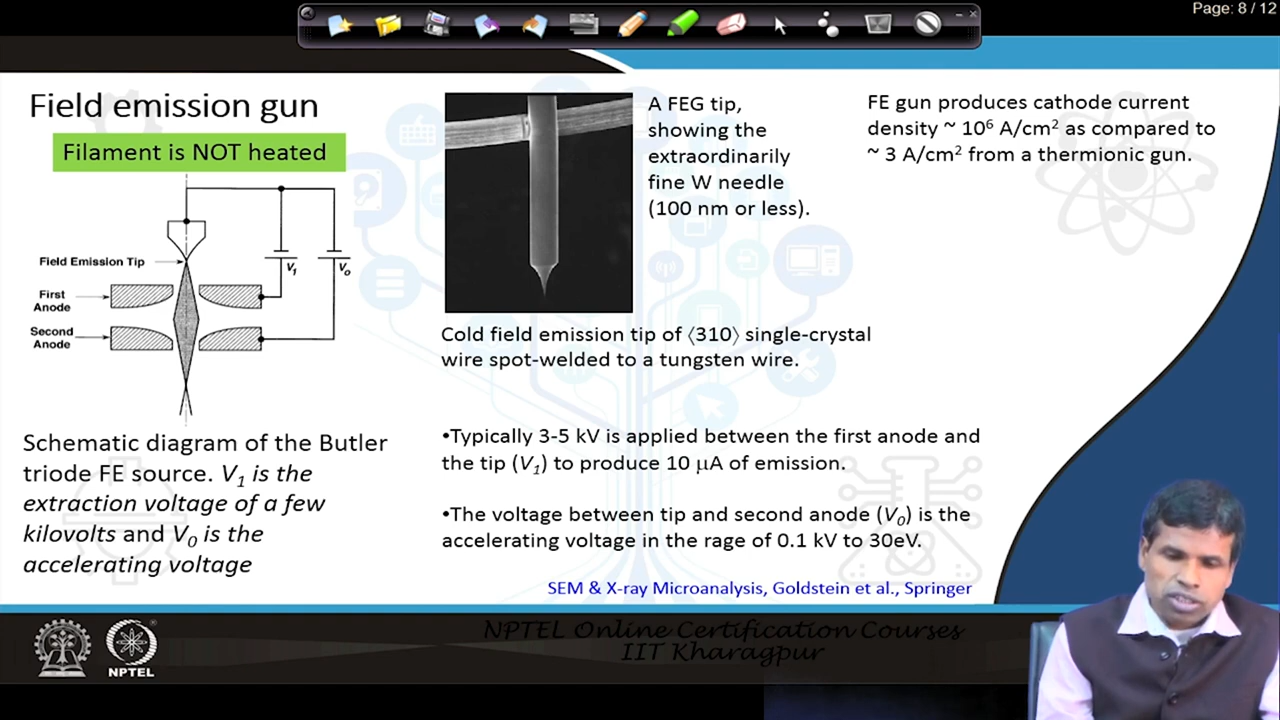 Page: 8 / 12
Field emission gun
Filament is NOT heated
Field Emission Tip
V1
Vo
First
Anode
Second
Anode
Schematic diagram of the Butler
triode FE source. V1 is the
extraction voltage of a few
kilovolts and Vo is the
accelerating voltage
A FEG tip,
showing the
extraordinarily
fine W needle
(100 nm or less).
Cold field emission tip of ⟨310⟩ single-crystal
wire spot-welded to a tungsten wire.
FE gun produces cathode current
density ~ 10⁶ A/cm² as compared to
~ 3 A/cm² from a thermionic gun.
•Typically 3-5 kV is applied between the first anode and
the tip (V1) to produce 10 μA of emission.
•The voltage between tip and second anode (Vo) is the
accelerating voltage in the rage of 0.1 kV to 30eV.
SEM & X-ray Microanalysis, Goldstein et al., Springer
NPTEL Online Certification Courses
IIT Kharagpur
NPTEL